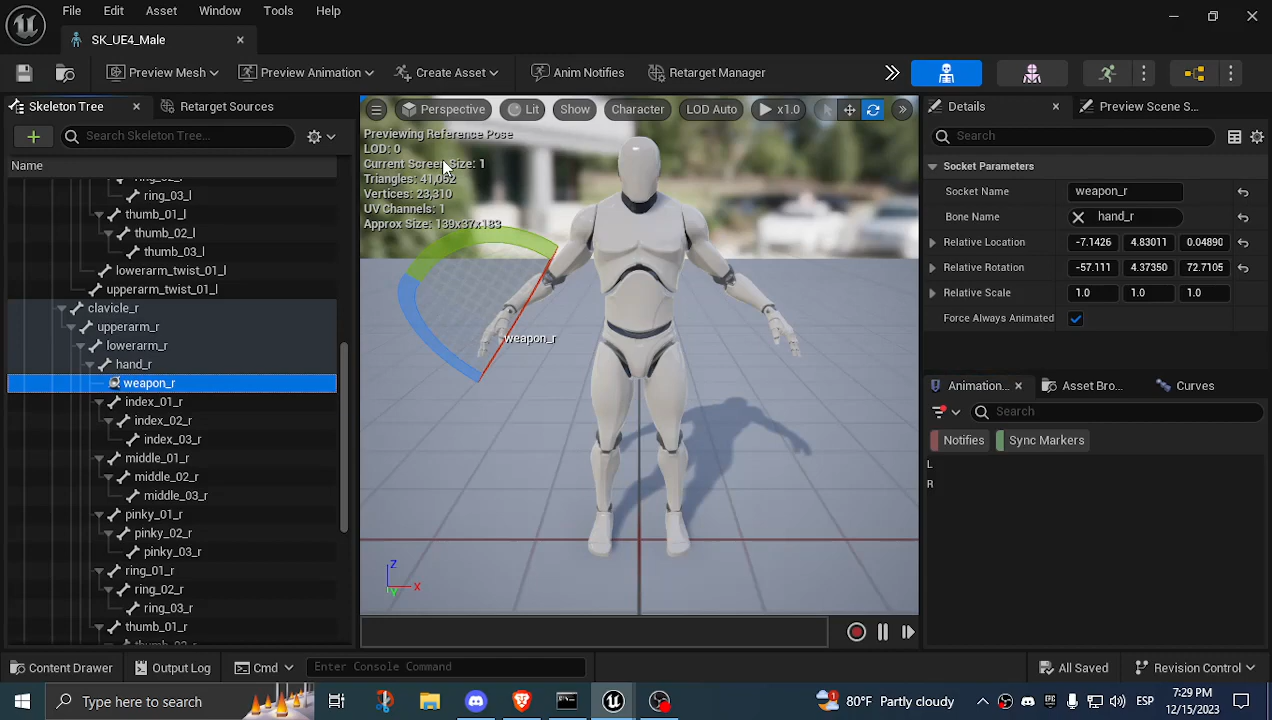 File Edit Asset Window Tools Help
SK_UE4_Male
Preview Mesh Preview Animation Create Asset Anim Notifies Retarget Manager
Skeleton Tree Retarget Sources
Search Skeleton Tree...
Name
ring_03_l
thumb_01_l
thumb_02_l
thumb_03_l
lowerarm_twist_01_l
upperarm_twist_01_l
clavicle_r
upperarm_r
lowerarm_r
hand_r
weapon_r
index_01_r
index_02_r
index_03_r
middle_01_r
middle_02_r
middle_03_r
pinky_01_r
pinky_02_r
pinky_03_r
ring_01_r
ring_02_r
ring_03_r
thumb_01_r
Perspective Lit Show Character LOD Auto x1.0
Previewing Reference Pose
LOD: 0
Current Screen Size: 1
Triangles: 41,052
Vertices: 23,310
UV Channels: 1
Approx Size: 139x37x183
weapon_r
Z
X
Y
Details Preview Scene S...
Search
Socket Parameters
Socket Name weapon_r
Bone Name hand_r
Relative Location -7.1426 4.83011 0.04890
Relative Rotation -57.111 4.37350 72.7105
Relative Scale 1.0 1.0 1.0
Force Always Animated
Animation... Asset Bro... Curves
Search
Notifies Sync Markers
L
R
Content Drawer Output Log Cmd Enter Console Command All Saved Revision Control
Type here to search
1
80°F Partly cloudy
ESP
7:29 PM
12/15/2023